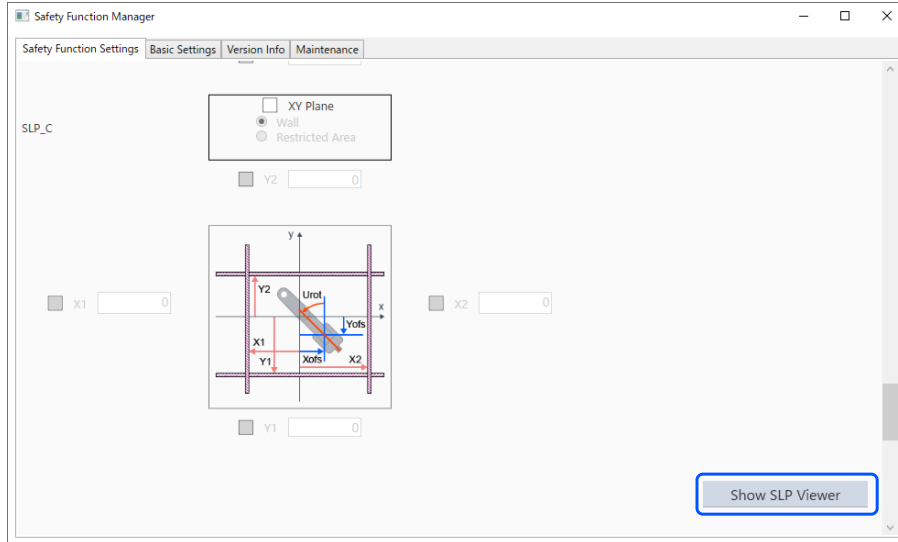 Safety Function Manager
Safety Function Settings Basic Settings Version Info Maintenance
SLP_C
XY Plane
Wall
Restricted Area
Y2 0
y
Y2 Urot
x
Yofs
X1 0
X2 0
X1
Y1 Xofs X2
Y1 0
Show SLP Viewer